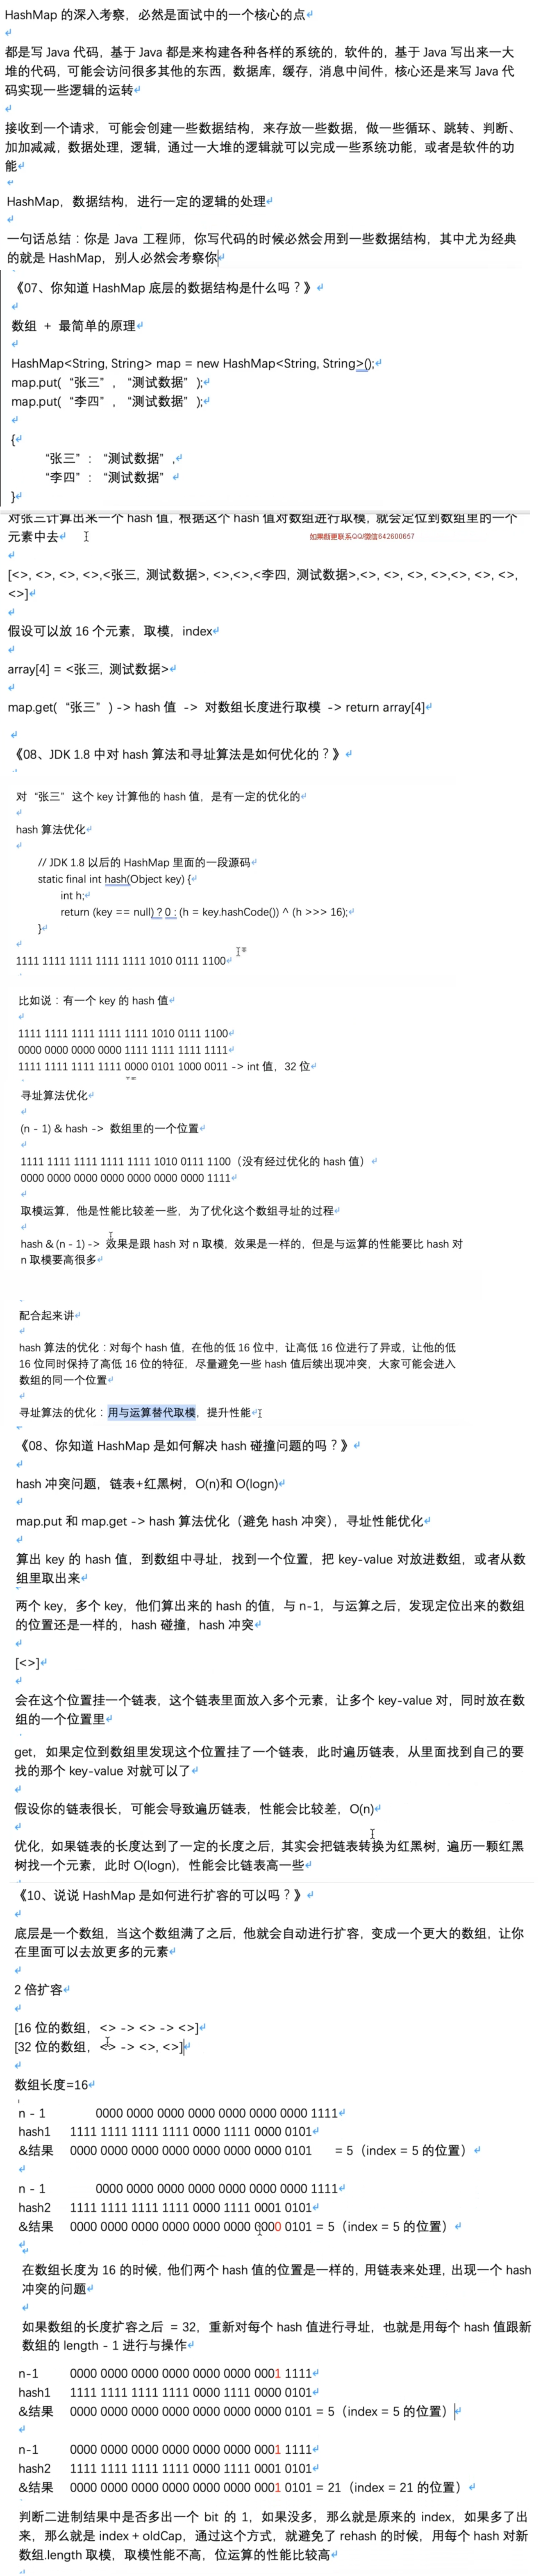 HashMap 的深入考察，必然是面试中的一个核心的点
都是写 Java 代码，基于 Java 都是来构建各种各样的系统的，软件的，基于 Java 写出来一大
堆的代码，可能会访问很多其他的东西，数据库，缓存，消息中间件，核心还是来写 Java 代
码实现一些逻辑的运转
接收到一个请求，可能会创建一些数据结构，来存放一些数据，做一些循环、跳转、判断、
加加减减，数据处理，逻辑，通过一大堆的逻辑就可以完成一些系统功能，或者是软件的功
能
HashMap，数据结构，进行一定的逻辑的处理
一句话总结：你是 Java 工程师，你写代码的时候必然会用到一些数据结构，其中尤为经典
的就是 HashMap，别人必然会考察你
《07、你知道 HashMap 底层的数据结构是什么吗？》
数组 + 最简单的原理
HashMap<String, String> map = new HashMap<String, String>();
map.put(“张三”, “测试数据”);
map.put(“李四”, “测试数据”);
{
“张三”: “测试数据”,
“李四”: “测试数据”
}
对张三计算出来一个 hash 值，根据这个 hash 值对数组进行取模，就会定位到数组里的一个
元素中去
如果断更联系QQ/微信642600657
[<>, <>, <>, <>,<张三, 测试数据>, <>,<>,<李四, 测试数据>,<>, <>, <>, <>,<>, <>, <>,
<>]
假设可以放 16 个元素，取模，index
array[4] = <张三, 测试数据>
map.get(“张三”) -> hash 值 -> 对数组长度进行取模 -> return array[4]
《08、JDK 1.8 中对 hash 算法和寻址算法是如何优化的？》
对“张三”这个 key 计算他的 hash 值，是有一定的优化的
hash 算法优化
// JDK 1.8 以后的 HashMap 里面的一段源码
static final int hash(Object key) {
int h;
return (key == null) ? 0 : (h = key.hashCode()) ^ (h >>> 16);
}
1111 1111 1111 1111 1111 1010 0111 1100
比如说：有一个 key 的 hash 值
1111 1111 1111 1111 1111 1010 0111 1100
0000 0000 0000 0000 1111 1111 1111 1111
1111 1111 1111 1111 0000 0101 1000 0011 -> int 值，32 位
寻址算法优化
(n - 1) & hash -> 数组里的一个位置
1111 1111 1111 1111 1111 1010 0111 1100（没有经过优化的 hash 值）
0000 0000 0000 0000 0000 0000 0000 1111
取模运算，他是性能比较差一些，为了优化这个数组寻址的过程
hash & (n - 1) -> 效果是跟 hash 对 n 取模，效果是一样的，但是与运算的性能要比 hash 对
n 取模要高很多
配合起来讲
hash 算法的优化：对每个 hash 值，在他的低 16 位中，让高低 16 位进行了异或，让他的低
16 位同时保持了高低 16 位的特征，尽量避免一些 hash 值后续出现冲突，大家可能会进入
数组的同一个位置
寻址算法的优化：用与运算替代取模，提升性能
《08、你知道 HashMap 是如何解决 hash 碰撞问题的吗？》
hash 冲突问题，链表+红黑树，O(n)和 O(logn)
map.put 和 map.get -> hash 算法优化（避免 hash 冲突），寻址性能优化
算出 key 的 hash 值，到数组中寻址，找到一个位置，把 key-value 对放进数组，或者从数
组里取出来
两个 key，多个 key，他们算出来的 hash 的值，与 n-1，与运算之后，发现定位出来的数组
的位置还是一样的，hash 碰撞，hash 冲突
[<>]
会在这个位置挂一个链表，这个链表里面放入多个元素，让多个 key-value 对，同时放在数
组的一个位置里
get，如果定位到数组里发现这个位置挂了一个链表，此时遍历链表，从里面找到自己的要
找的那个 key-value 对就可以了
假设你的链表很长，可能会导致遍历链表，性能会比较差，O(n)
优化，如果链表的长度达到了一定的长度之后，其实会把链表转换为红黑树，遍历一颗红黑
树找一个元素，此时 O(logn)，性能会比链表高一些
《10、说说 HashMap 是如何进行扩容的可以吗？》
底层是一个数组，当这个数组满了之后，他就会自动进行扩容，变成一个更大的数组，让你
在里面可以去放更多的元素
2 倍扩容
[16 位的数组，<> -> <> -> <>]
[32 位的数组，<> -> <>, <>]
数组长度=16
n - 1 0000 0000 0000 0000 0000 0000 0000 1111
hash1 1111 1111 1111 1111 0000 1111 0000 0101
&结果 0000 0000 0000 0000 0000 0000 0000 0101 = 5（index = 5 的位置）
n - 1 0000 0000 0000 0000 0000 0000 0000 1111
hash2 1111 1111 1111 1111 0000 1111 0001 0101
&结果 0000 0000 0000 0000 0000 0000 0000 0101 = 5（index = 5 的位置）
在数组长度为 16 的时候，他们两个 hash 值的位置是一样的，用链表来处理，出现一个 hash
冲突的问题
如果数组的长度扩容之后 = 32，重新对每个 hash 值进行寻址，也就是用每个 hash 值跟新
数组的 length - 1 进行与操作
n-1 0000 0000 0000 0000 0000 0000 0001 1111
hash1 1111 1111 1111 1111 0000 1111 0000 0101
&结果 0000 0000 0000 0000 0000 0000 0000 0101 = 5（index = 5 的位置）
n-1 0000 0000 0000 0000 0000 0000 0001 1111
hash2 1111 1111 1111 1111 0000 1111 0001 0101
&结果 0000 0000 0000 0000 0000 0000 0001 0101 = 21（index = 21 的位置）
判断二进制结果中是否多出一个 bit 的 1，如果没多，那么就是原来的 index，如果多了出
来，那么就是 index + oldCap，通过这个方式，就避免了 rehash 的时候，用每个 hash 对新
数组.length 取模，取模性能不高，位运算的性能比较高